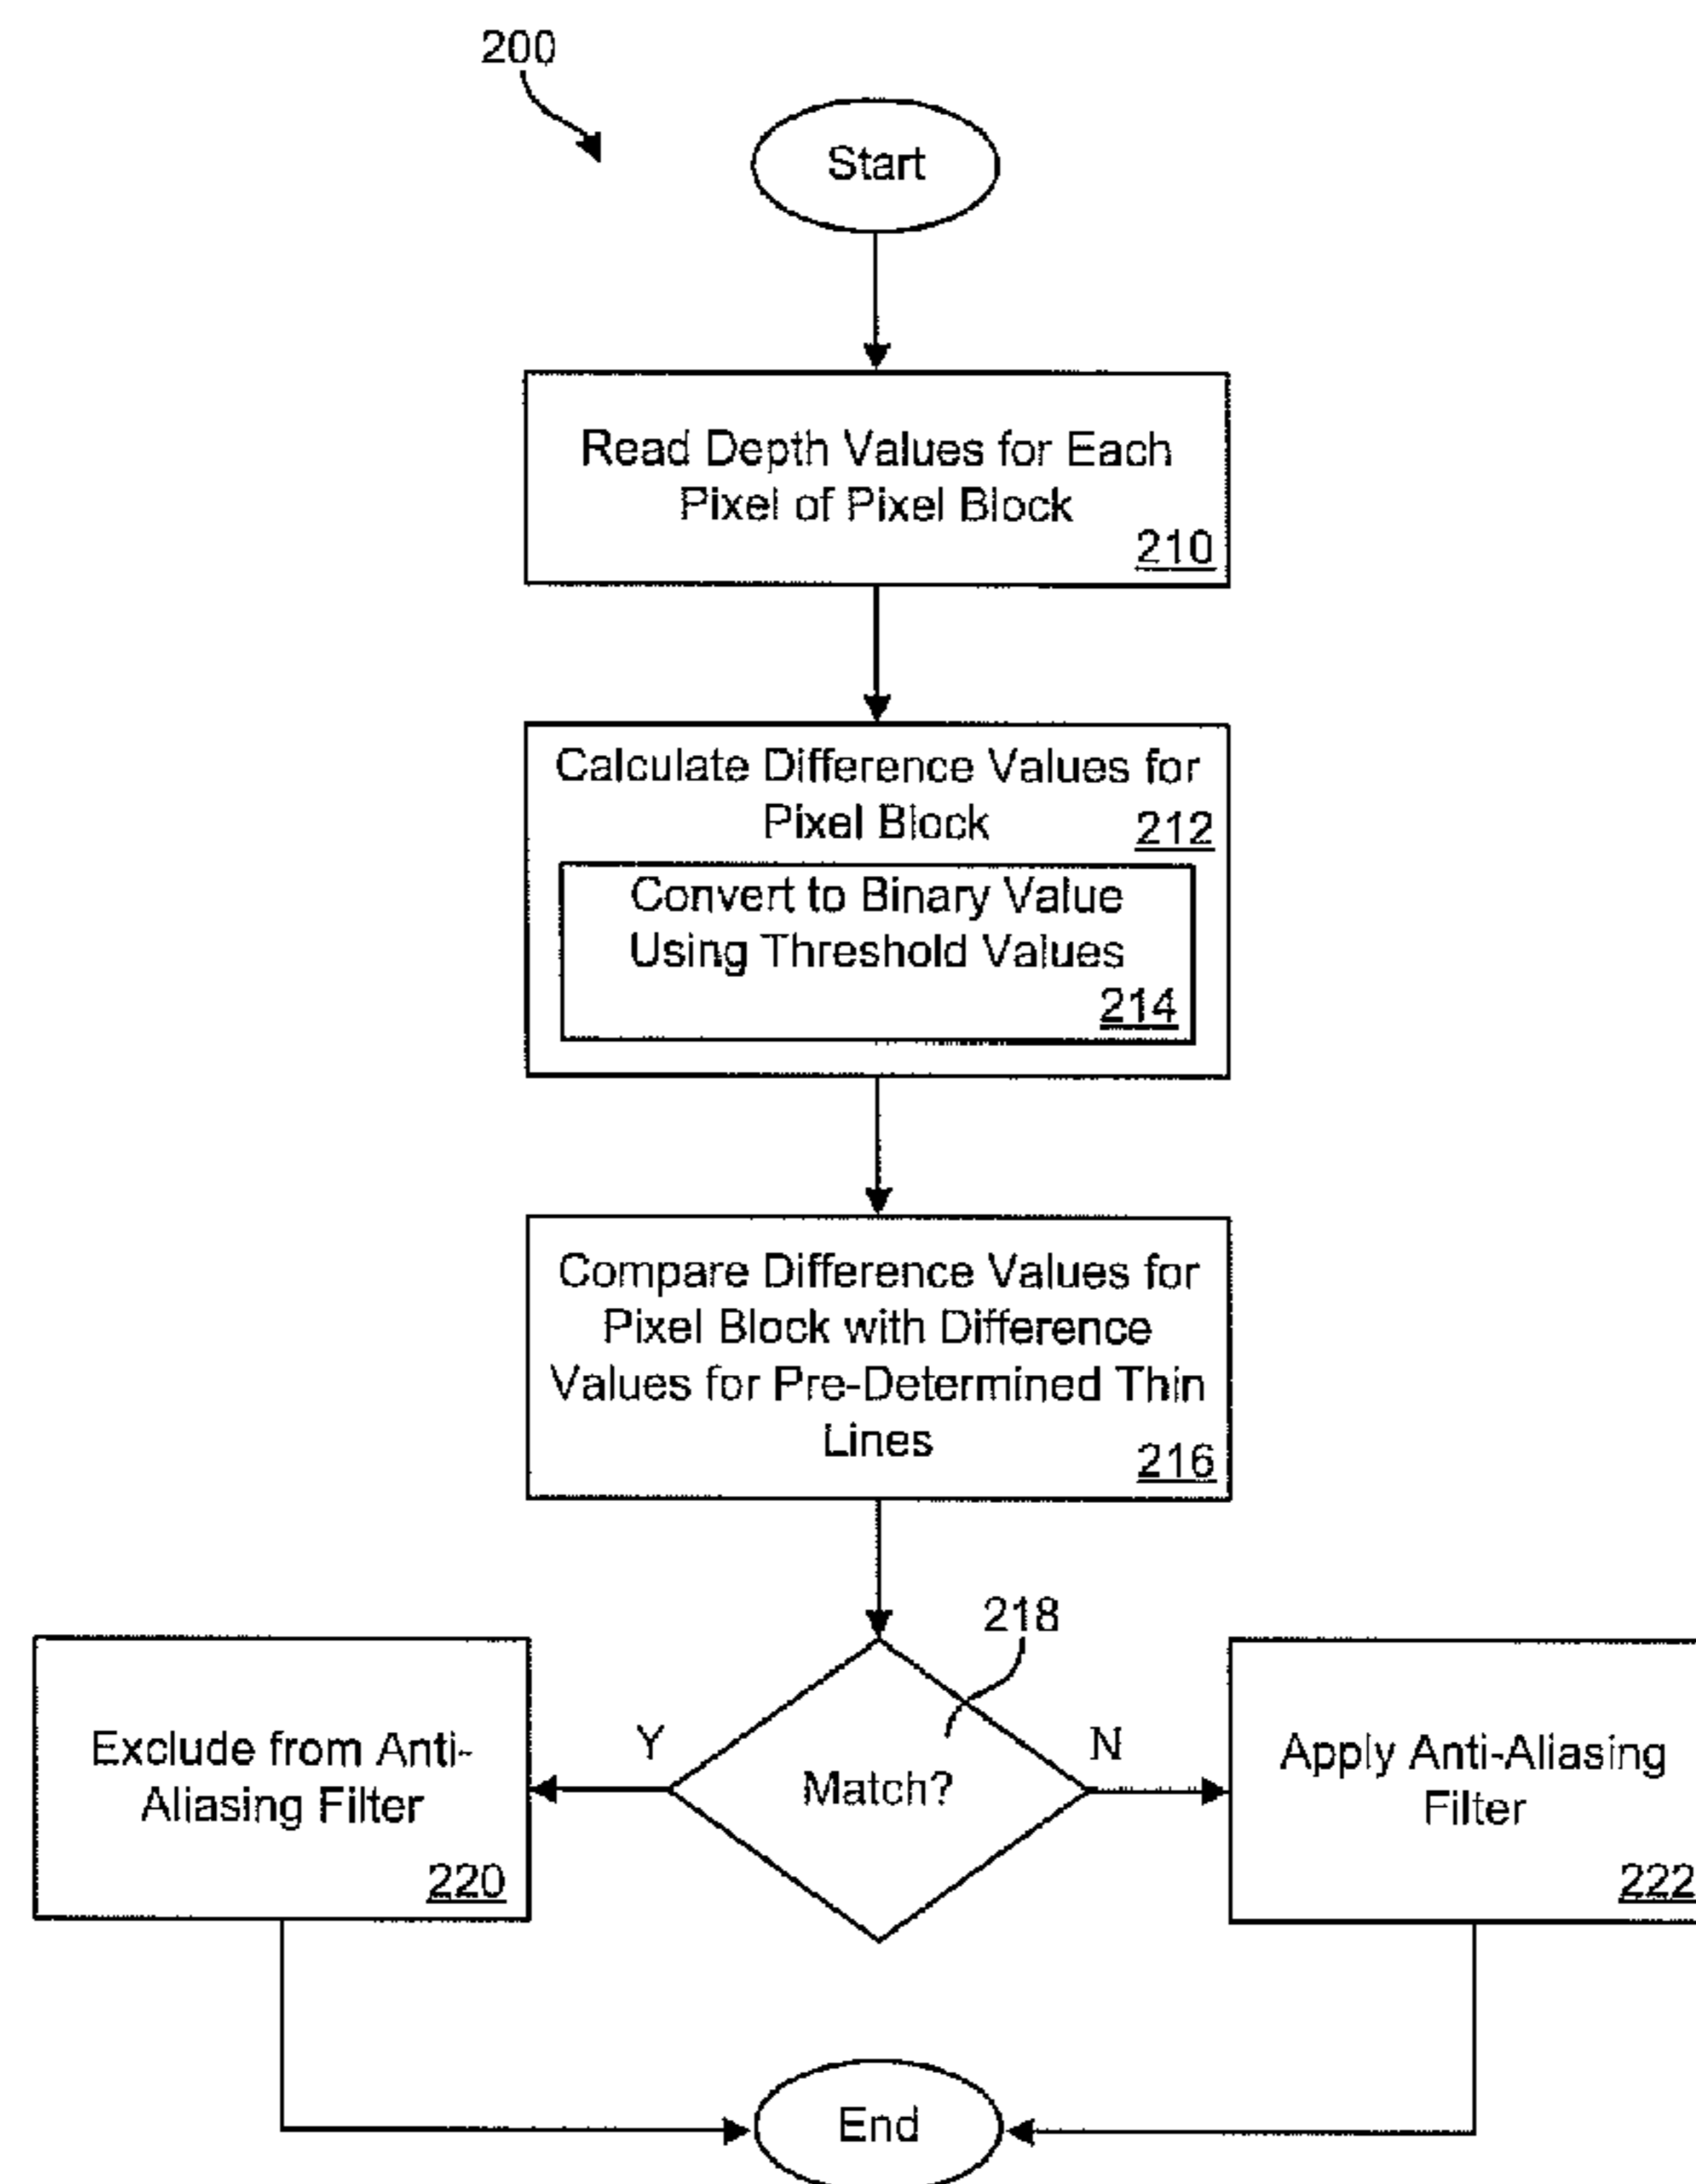 200
Start
Read Depth Values for Each
Pixel of Pixel Block
210
Calculate Difference Values for
Pixel Block
212
Convert to Binary Value
Using Threshold Values
214
Compare Difference Values for
Pixel Block with Difference
Values for Pre-Determined Thin
Lines
216
218
Match?
Y
N
Exclude from Anti-
Aliasing Filter
220
Apply Anti-Aliasing
Filter
222
End